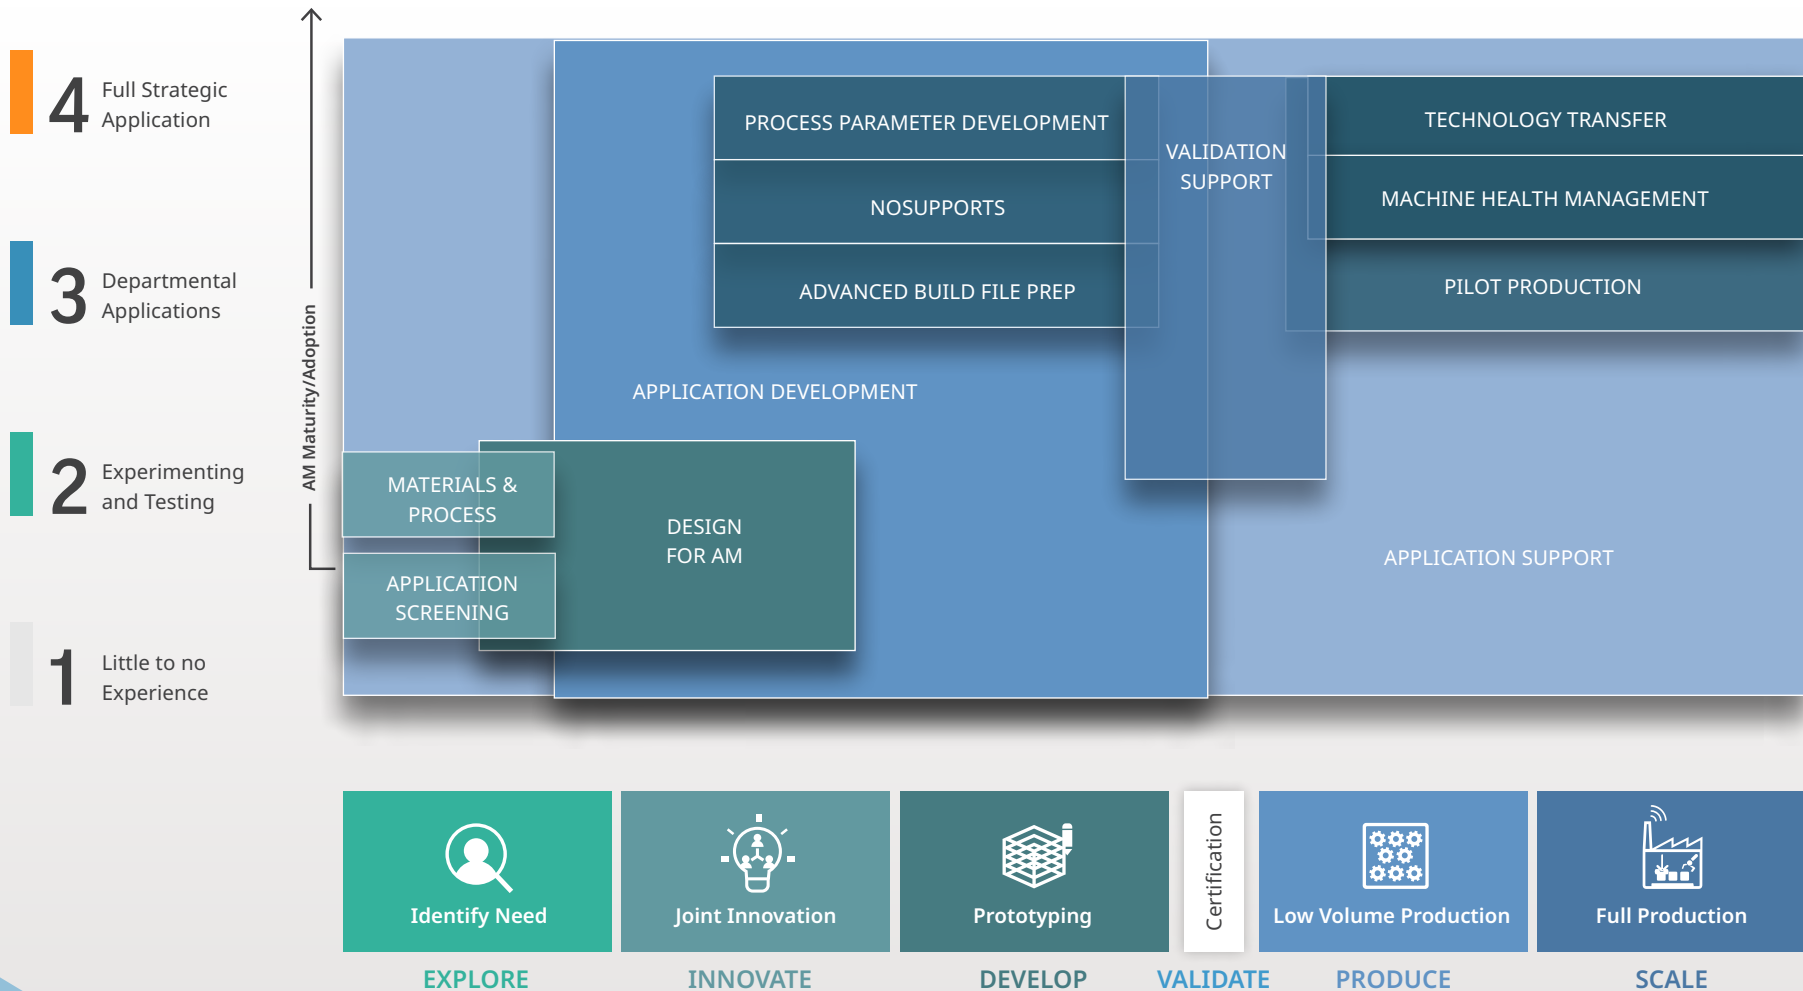 4
Full Strategic
Application
3
Departmental
Applications
2
Experimenting
and Testing
1
Little to no
Experience
AM Maturity/Adoption
PROCESS PARAMETER DEVELOPMENT
NOSUPPORTS
ADVANCED BUILD FILE PREP
VALIDATION
SUPPORT
TECHNOLOGY TRANSFER
MACHINE HEALTH MANAGEMENT
PILOT PRODUCTION
APPLICATION DEVELOPMENT
MATERIALS &
PROCESS
APPLICATION
SCREENING
DESIGN
FOR AM
APPLICATION SUPPORT
Identify Need
Joint Innovation
Prototyping
Certification
Low Volume Production
Full Production
EXPLORE
INNOVATE
DEVELOP
VALIDATE
PRODUCE
SCALE